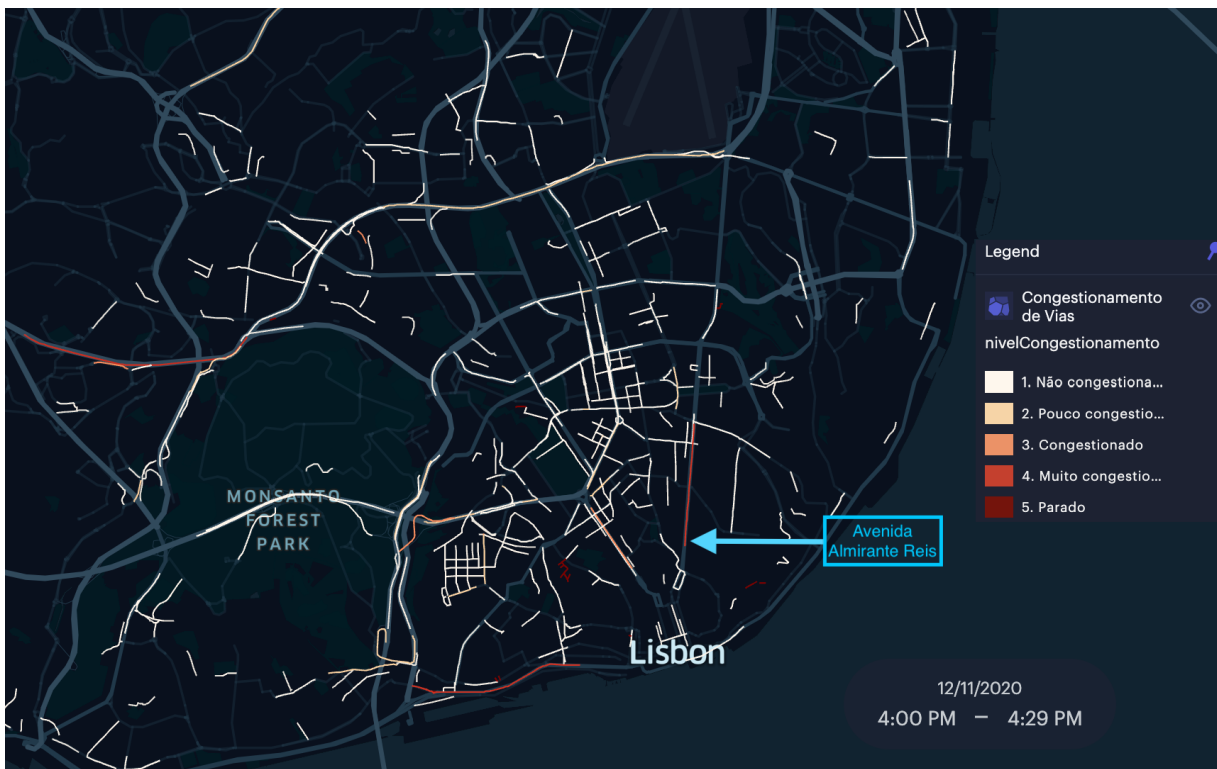 MONSANTO
FOREST
PARK
Lisbon
Avenida
Almirante Reis
Legend
Congestionamento
de Vias
nivelCongestionamento
1. Não congestiona...
2. Pouco congestio...
3. Congestionado
4. Muito congestio...
5. Parado
12/11/2020
4:00 PM – 4:29 PM